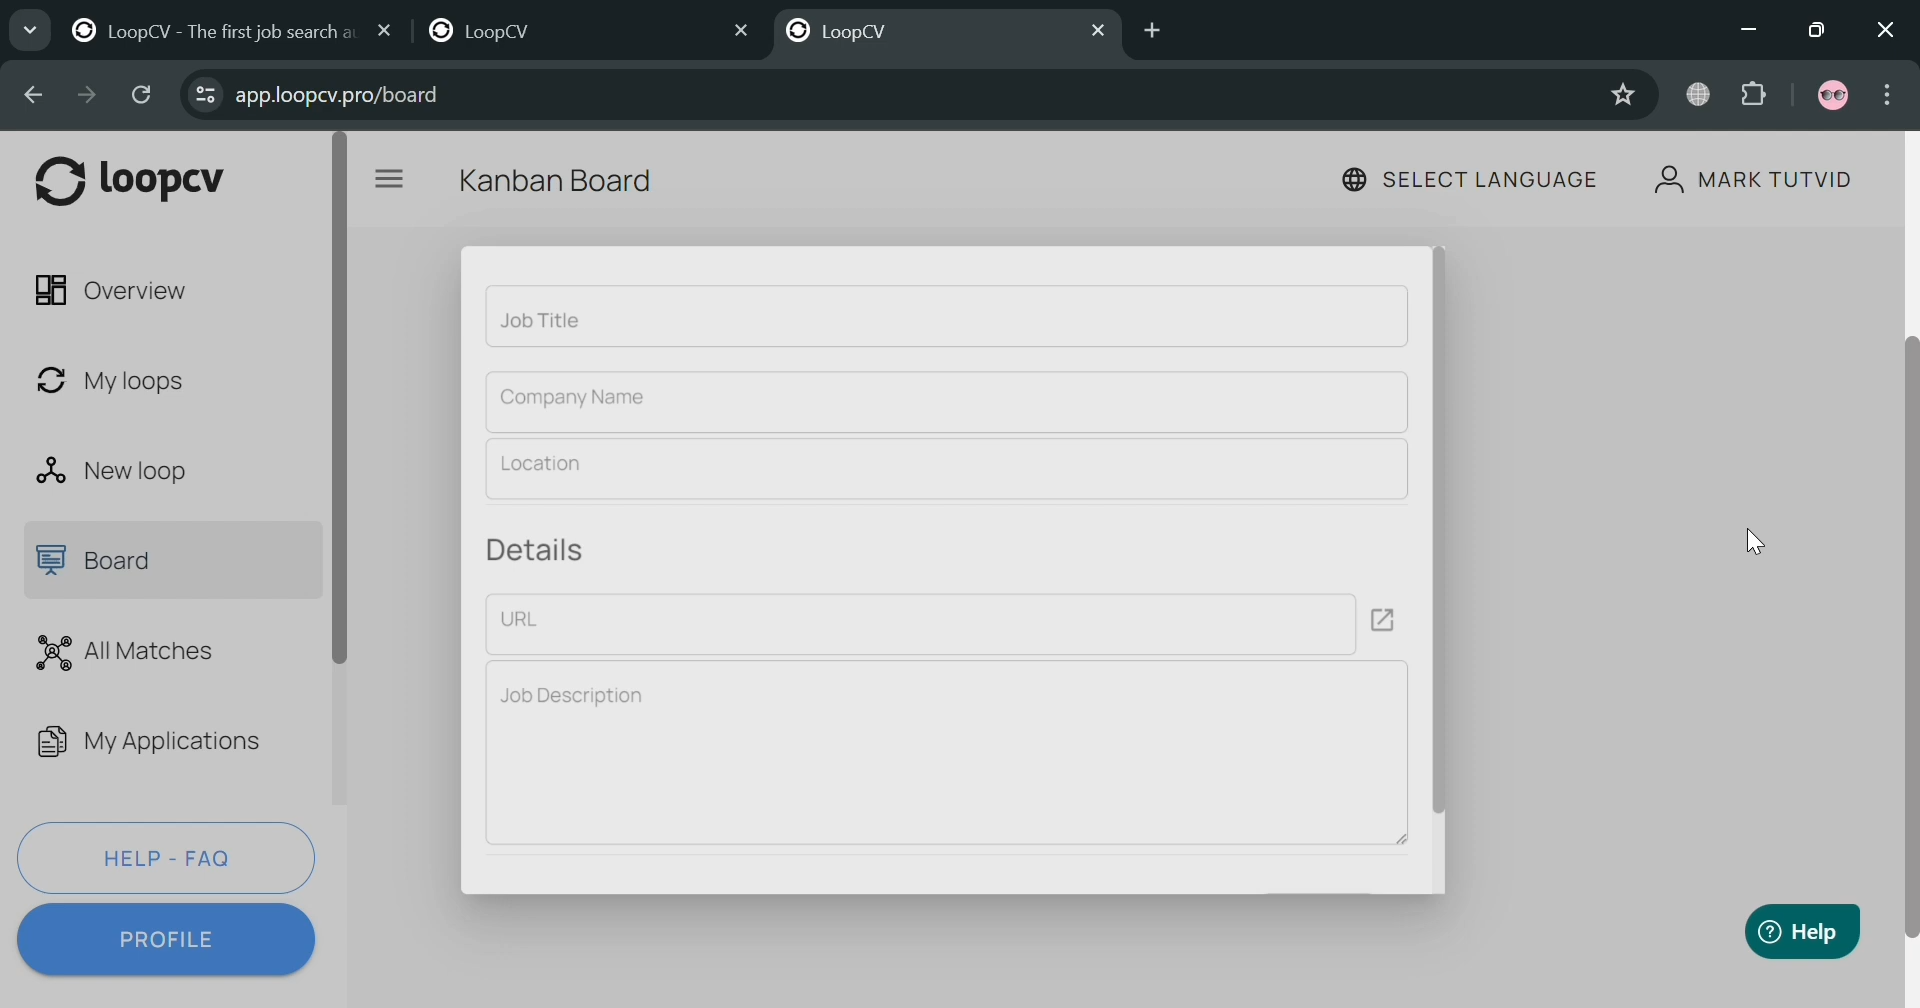 LoopCV - The first job search au
LoopCV
LoopCV
app.loopcv.pro/board
loopcv
Kanban Board
SELECT LANGUAGE
MARK TUTVID
Overview
My loops
New loop
Board
All Matches
My Applications
HELP - FAQ
PROFILE
Job Title
Company Name
Location
Details
URL
Job Description
Help